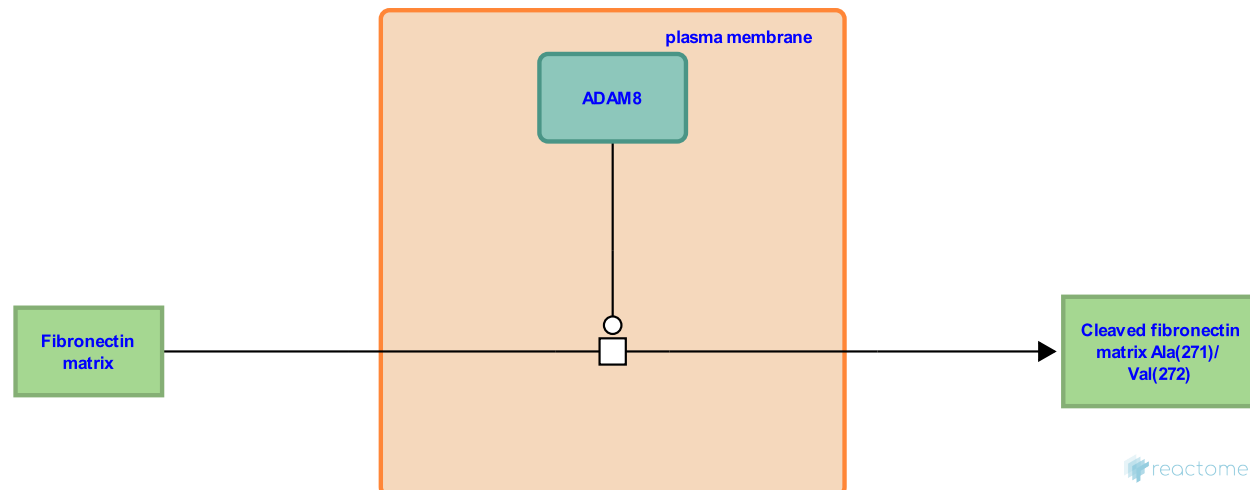 plasma membrane
ADAM8
Fibronectin
matrix
Cleaved fibronectin
matrix Ala(271)/
Val(272)
reactome